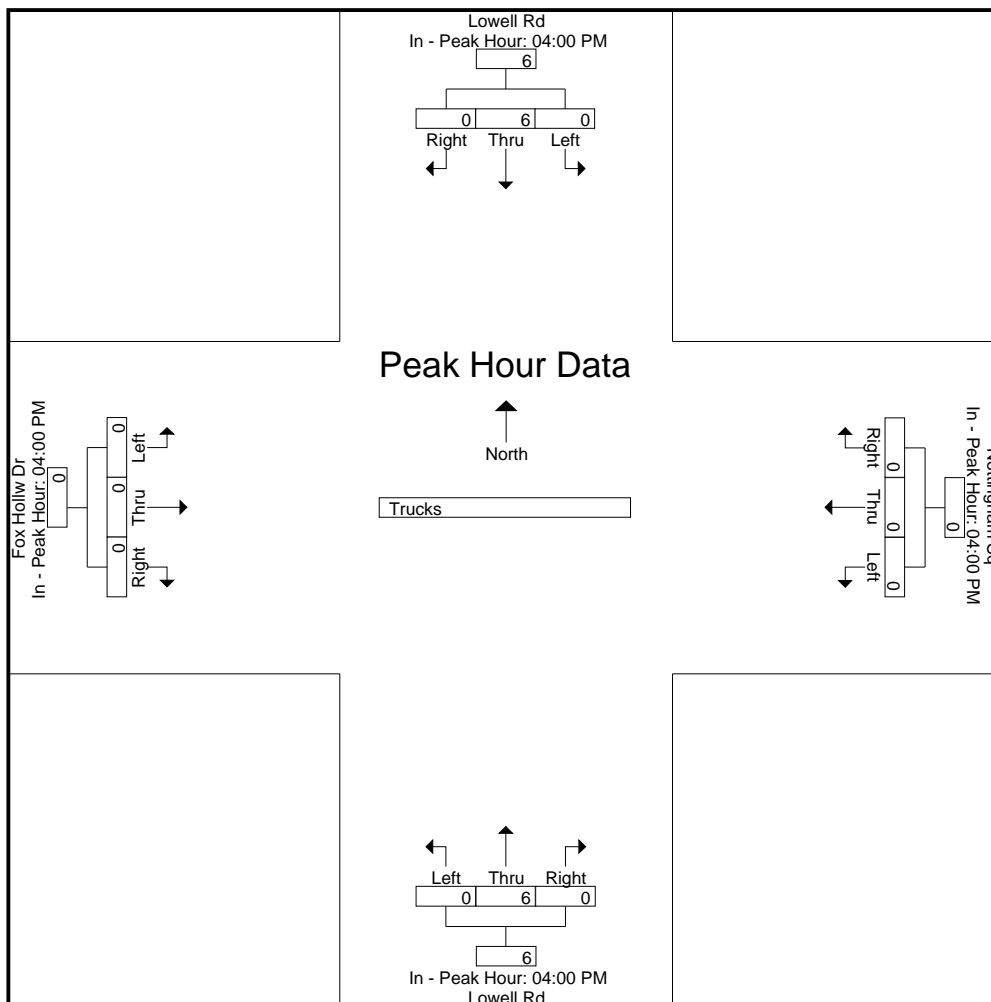 Lowell Rd
In - Peak Hour: 04:00 PM
6
0 6 0
Right Thru Left
Peak Hour Data
North
Trucks
Fox Hollw Dr
In - Peak Hour: 04:00 PM
0
0 0 0
Left Thru Right
In - Peak Hour: 04:00 PM
0
0 0 0
Right Thru Left
Left Thru Right
0 6 0
6
In - Peak Hour: 04:00 PM
Lowell Rd